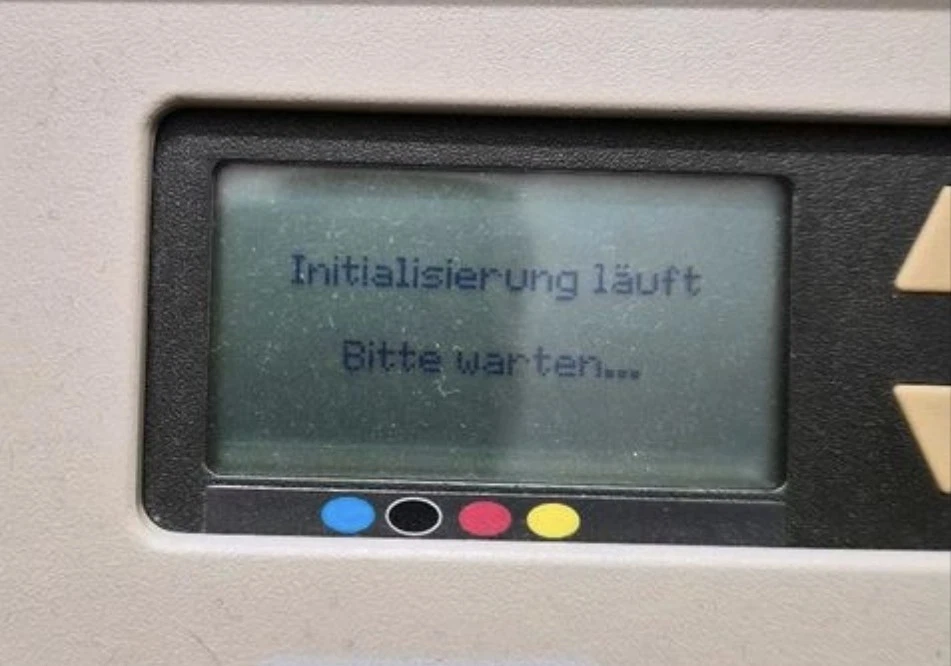 Initialisierung läuft
Bitte warten...